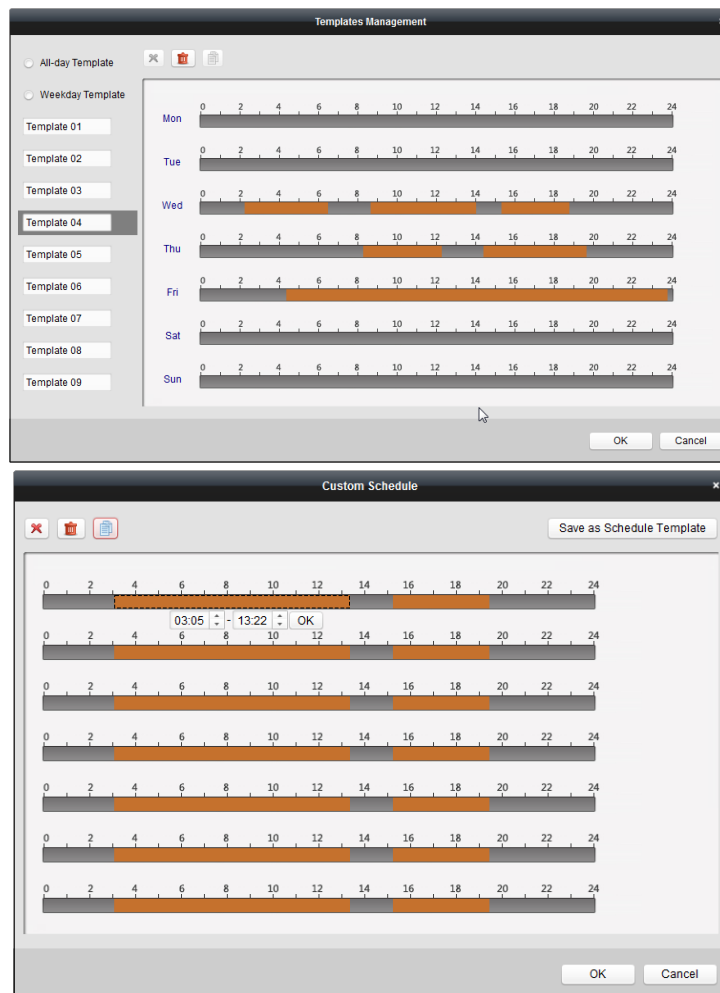 Templates Management
All-day Template
Weekday Template
Template 01
Template 02
Template 03
Template 04
Template 05
Template 06
Template 07
Template 08
Template 09
0 2 4 6 8 10 12 14 16 18 20 22 24
Mon
0 2 4 6 8 10 12 14 16 18 20 22 24
Tue
0 2 4 6 8 10 12 14 16 18 20 22 24
Wed
0 2 4 6 8 10 12 14 16 18 20 22 24
Thu
0 2 4 6 8 10 12 14 16 18 20 22 24
Fri
0 2 4 6 8 10 12 14 16 18 20 22 24
Sat
0 2 4 6 8 10 12 14 16 18 20 22 24
Sun
OK Cancel
Custom Schedule ×
Save as Schedule Template
0 2 4 6 8 10 12 14 16 18 20 22 24
03:05 - 13:22 OK
0 2 4 6 8 10 12 14 16 18 20 22 24
0 2 4 6 8 10 12 14 16 18 20 22 24
0 2 4 6 8 10 12 14 16 18 20 22 24
0 2 4 6 8 10 12 14 16 18 20 22 24
0 2 4 6 8 10 12 14 16 18 20 22 24
0 2 4 6 8 10 12 14 16 18 20 22 24
OK Cancel